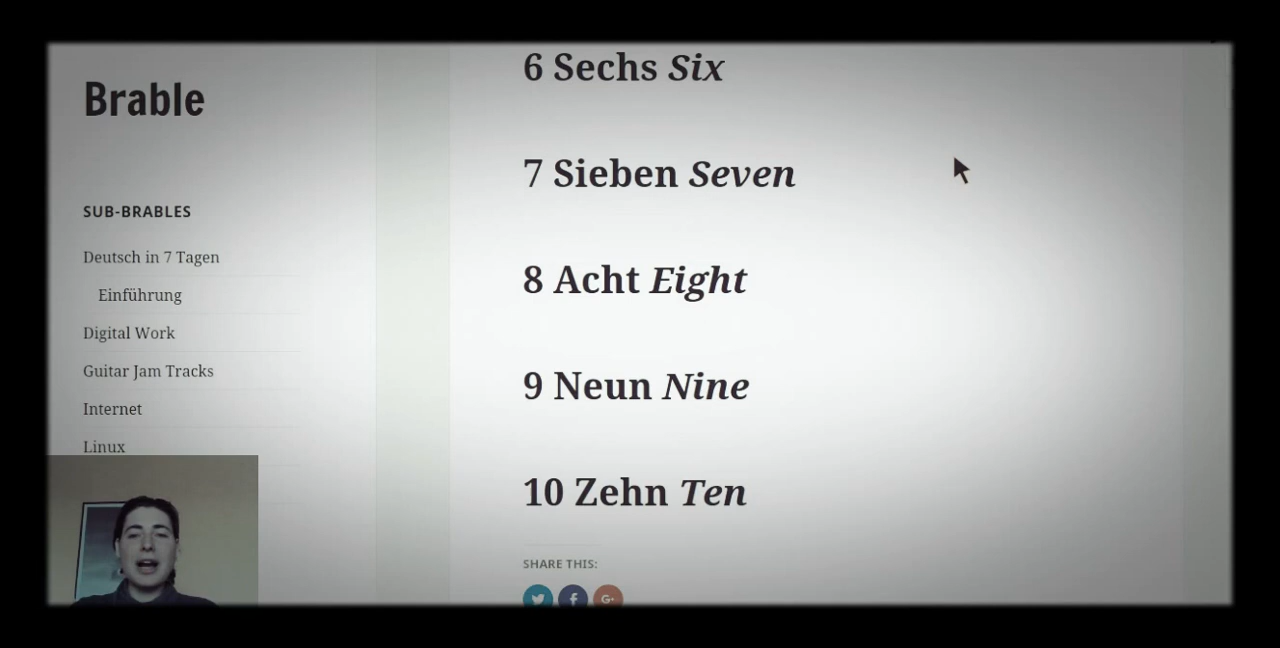 Brable
SUB-BRABLES
Deutsch in 7 Tagen
Einführung
Digital Work
Guitar Jam Tracks
Internet
Linux
6 Sechs Six
7 Sieben Seven
8 Acht Eight
9 Neun Nine
10 Zehn Ten
SHARE THIS: